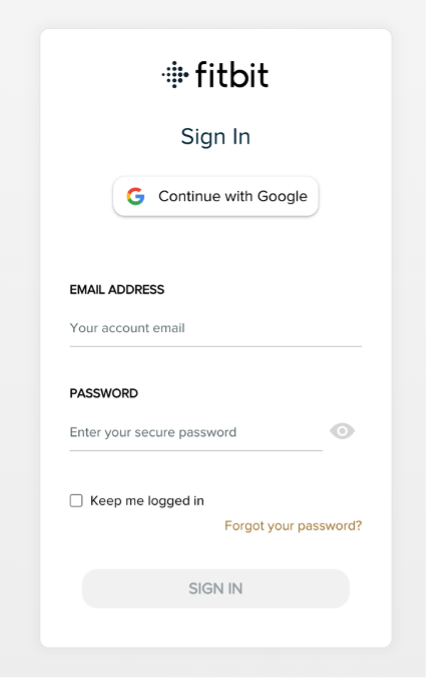 fitbit
Sign In
Continue with Google
EMAIL ADDRESS
Your account email
PASSWORD
Enter your secure password
Keep me logged in
Forgot your password?
SIGN IN